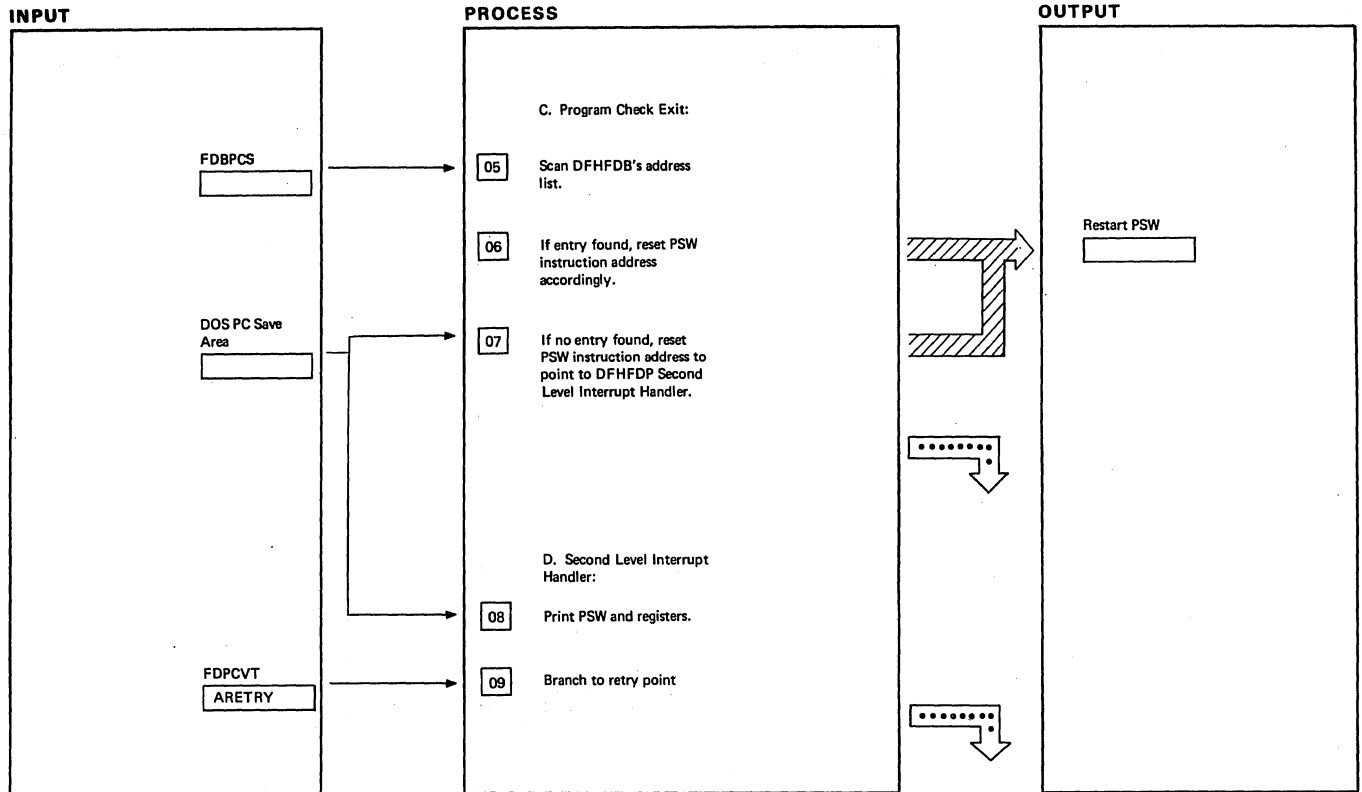 INPUT
PROCESS
OUTPUT
C. Program Check Exit:
FDBPCS
05
Scan DFHFDB's address
list.
06
If entry found, reset PSW
instruction address
accordingly.
Restart PSW
DOS PC Save
Area
07
If no entry found, reset
PSW instruction address to
point to DFHFDP Second
Level Interrupt Handler.
D. Second Level Interrupt
Handler:
08
Print PSW and registers.
FDPCVT
ARETRY
09
Branch to retry point